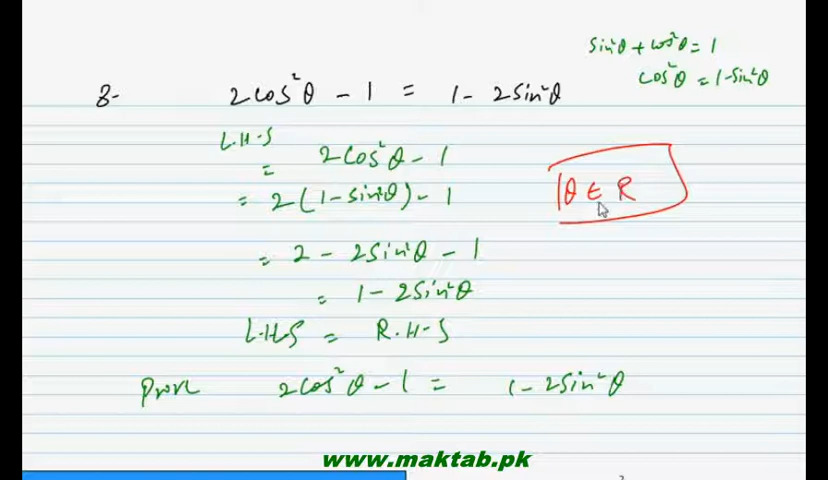 sin²θ + cos²θ = 1
cos²θ = 1 - sin²θ
8- 2cos²θ - 1 = 1 - 2sin²θ
L.H.S
= 2cos²θ - 1
= 2(1 - sin²θ) - 1
θ ∈ R
= 2 - 2sin²θ - 1
= 1 - 2sin²θ
L.H.S = R.H.S
Prove 2cos²θ - 1 = 1 - 2sin²θ
www.maktab.pk